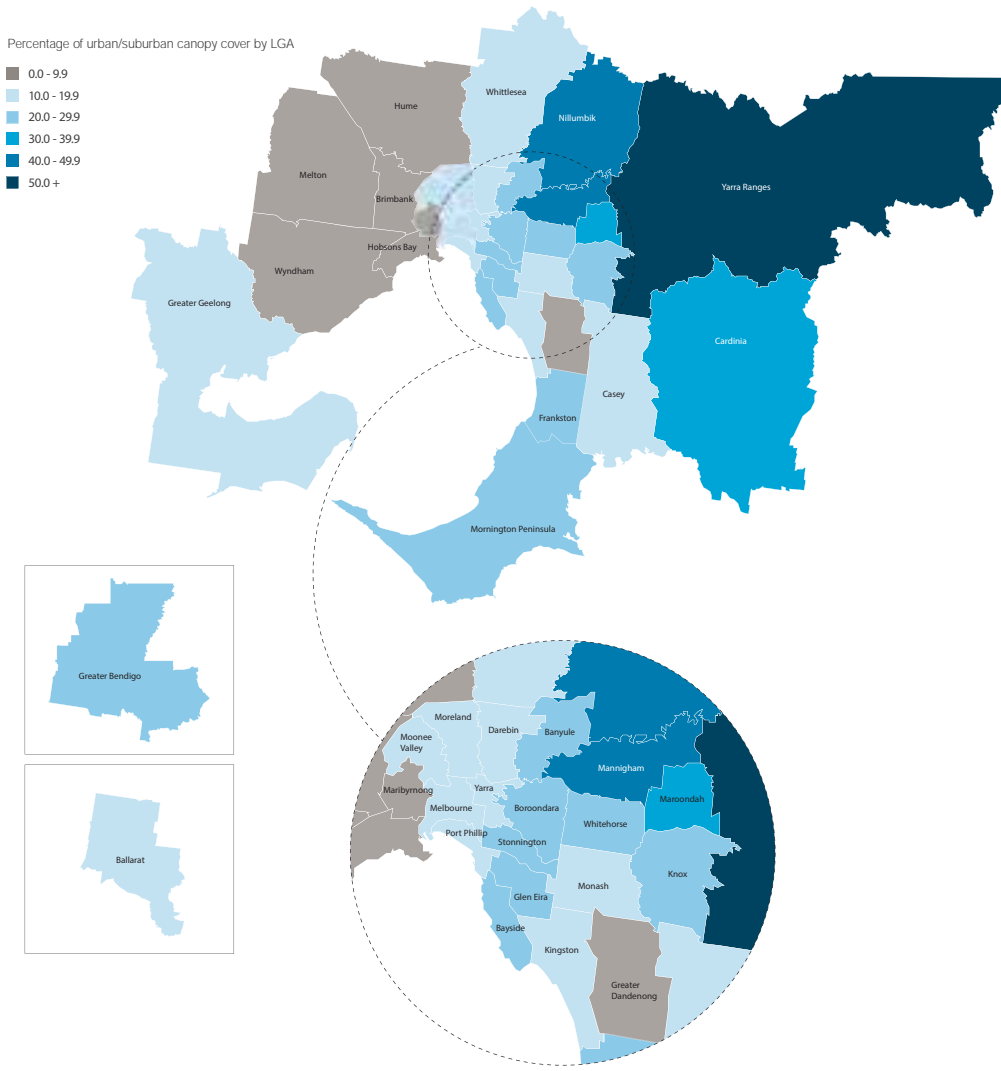 Percentage of urban/suburban canopy cover by LGA
0.0 - 9.9
10.0 - 19.9
20.0 - 29.9
30.0 - 39.9
40.0 - 49.9
50.0 +
Whittlesea
Hume
Nillumbik
Melton
Yarra Ranges
Brimbank
Hobsons Bay
Wyndham
Greater Geelong
Cardinia
Casey
Frankston
Mornington Peninsula
Greater Bendigo
Ballarat
Moreland
Darebin
Banyule
Moonee
Valley
Mannigham
Maribyrnong
Yarra
Maroondah
Melbourne
Boroondara
Whitehorse
Port Phillip
Stonnington
Knox
Monash
Glen Eira
Bayside
Kingston
Greater
Dandenong